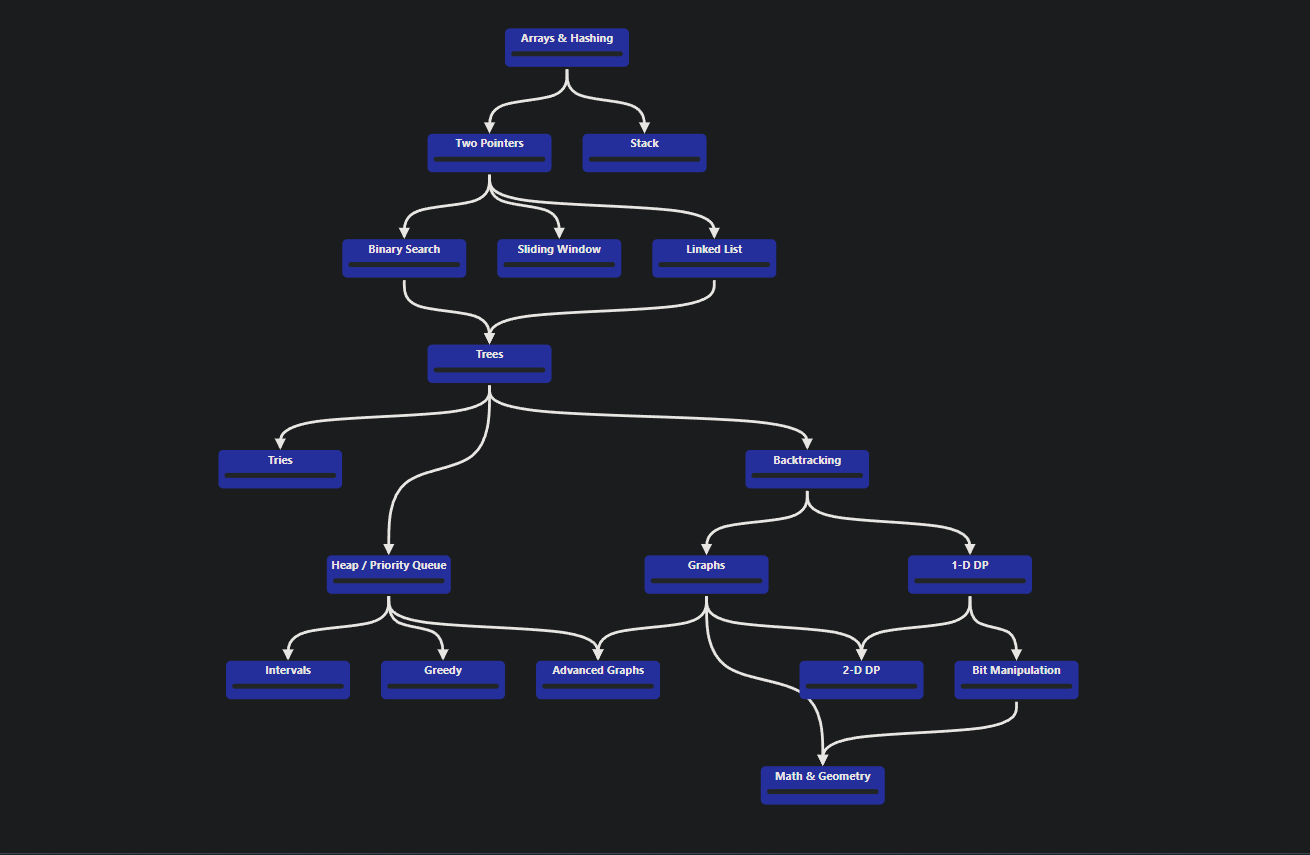 Arrays & Hashing
Two Pointers
Stack
Binary Search
Sliding Window
Linked List
Trees
Tries
Backtracking
Heap / Priority Queue
Graphs
1-D DP
Intervals
Greedy
Advanced Graphs
2-D DP
Bit Manipulation
Math & Geometry